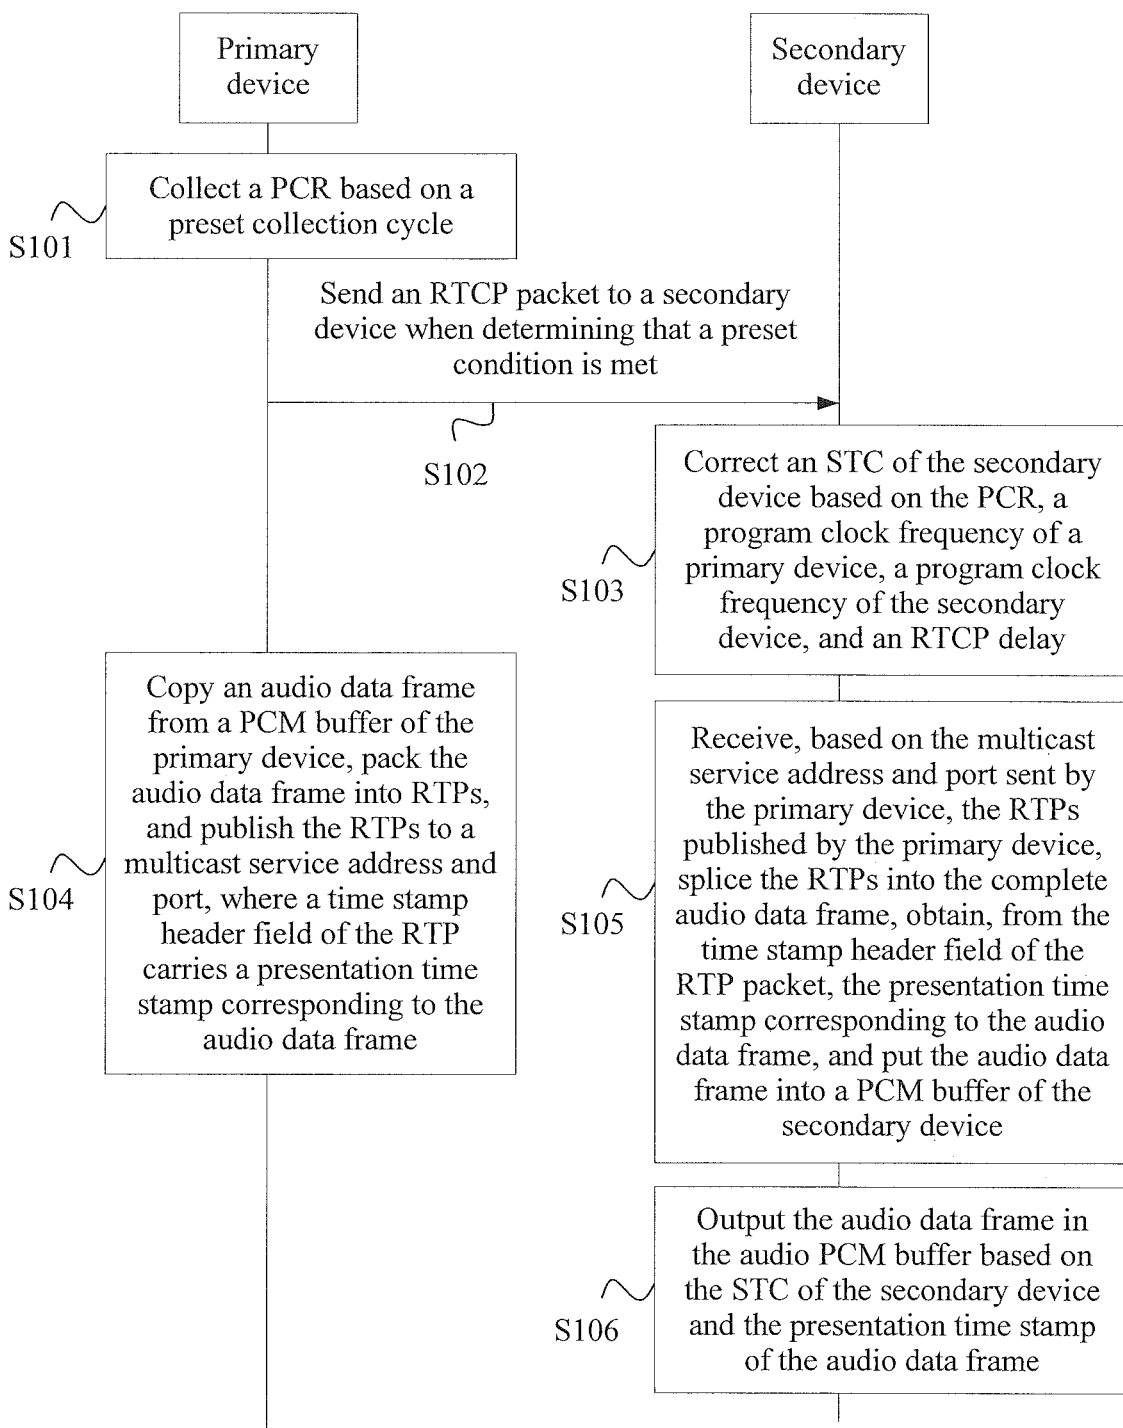 Primary
device
Secondary
device
Collect a PCR based on a
preset collection cycle
S101
Send an RTCP packet to a secondary
device when determining that a preset
condition is met
S102
Correct an STC of the secondary
device based on the PCR, a
program clock frequency of a
primary device, a program clock
frequency of the secondary
device, and an RTCP delay
S103
Copy an audio data frame
from a PCM buffer of the
primary device, pack the
audio data frame into RTPs,
and publish the RTPs to a
multicast service address and
port, where a time stamp
header field of the RTP
carries a presentation time
stamp corresponding to the
audio data frame
S104
Receive, based on the multicast
service address and port sent by
the primary device, the RTPs
published by the primary device,
splice the RTPs into the complete
audio data frame, obtain, from the
time stamp header field of the
RTP packet, the presentation time
stamp corresponding to the audio
data frame, and put the audio data
frame into a PCM buffer of the
secondary device
S105
Output the audio data frame in
the audio PCM buffer based on
the STC of the secondary device
and the presentation time stamp
of the audio data frame
S106